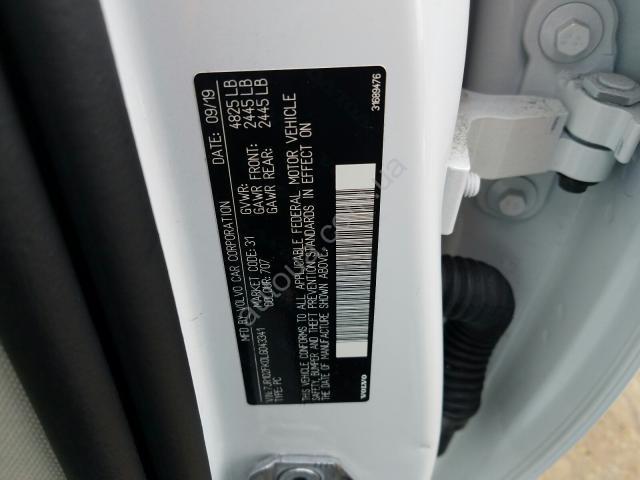 MFD BY: VOLVO CAR CORPORATION DATE: 09/19
MARKET CODE: 31 GVWR: 4825 LB
COLOUR: 707 GAWR FRONT: 2445 LB
GAWR REAR: 2445 LB
TYPE: PC
THIS VEHICLE CONFORMS TO ALL APPLICABLE FEDERAL MOTOR VEHICLE
SAFETY, BUMPER AND THEFT PREVENTION STANDARDS IN EFFECT ON
THE DATE OF MANUFACTURE SHOWN ABOVE.
VOLVO 31689476